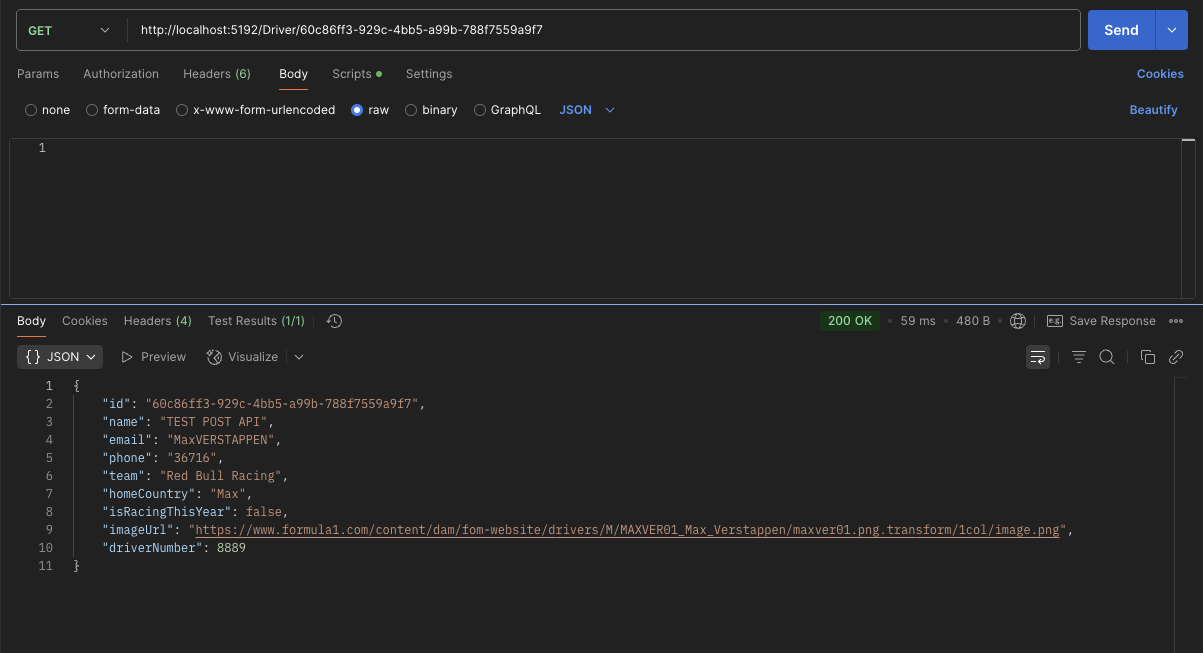 GET http://localhost:5192/Driver/60c86ff3-929c-4bb5-a99b-788f7559a9f7 Send
Params Authorization Headers (6) Body Scripts Settings Cookies
none form-data x-www-form-urlencoded raw binary GraphQL JSON Beautify
1
Body Cookies Headers (4) Test Results (1/1) 200 OK 59 ms 480 B e.g. Save Response
{} JSON Preview Visualize
1 {
2 "id": "60c86ff3-929c-4bb5-a99b-788f7559a9f7",
3 "name": "TEST POST API",
4 "email": "MaxVERSTAPPEN",
5 "phone": "36716",
6 "team": "Red Bull Racing",
7 "homeCountry": "Max",
8 "isRacingThisYear": false,
9 "imageUrl": "https://www.formula1.com/content/dam/fom-website/drivers/M/MAXVER01_Max_Verstappen/maxver01.png.transform/1col/image.png",
10 "driverNumber": 8889
11 }